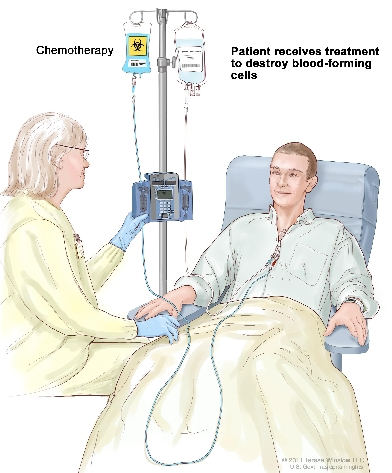 Chemotherapy
Patient receives treatment
to destroy blood-forming
cells